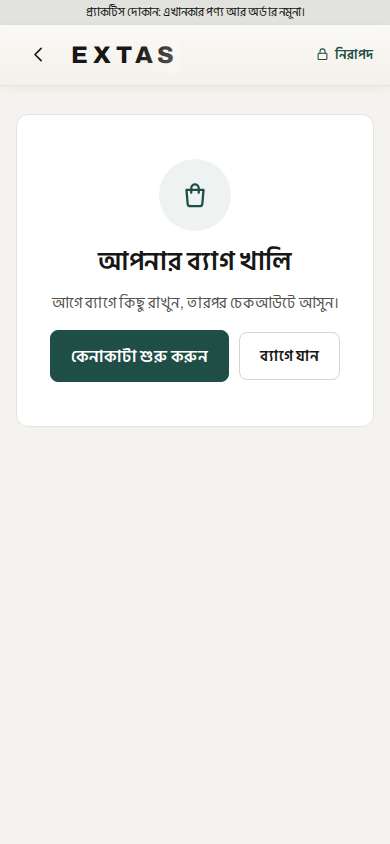 প্র্যাকটিস দোকান: এখানকার পণ্য আর অর্ডার নমুনা।
EXTAS
নিরাপদ
আপনার ব্যাগ খালি
আগে ব্যাগে কিছু রাখুন, তারপর চেকআউটে আসুন।
কেনাকাটা শুরু করুন
ব্যাগে যান